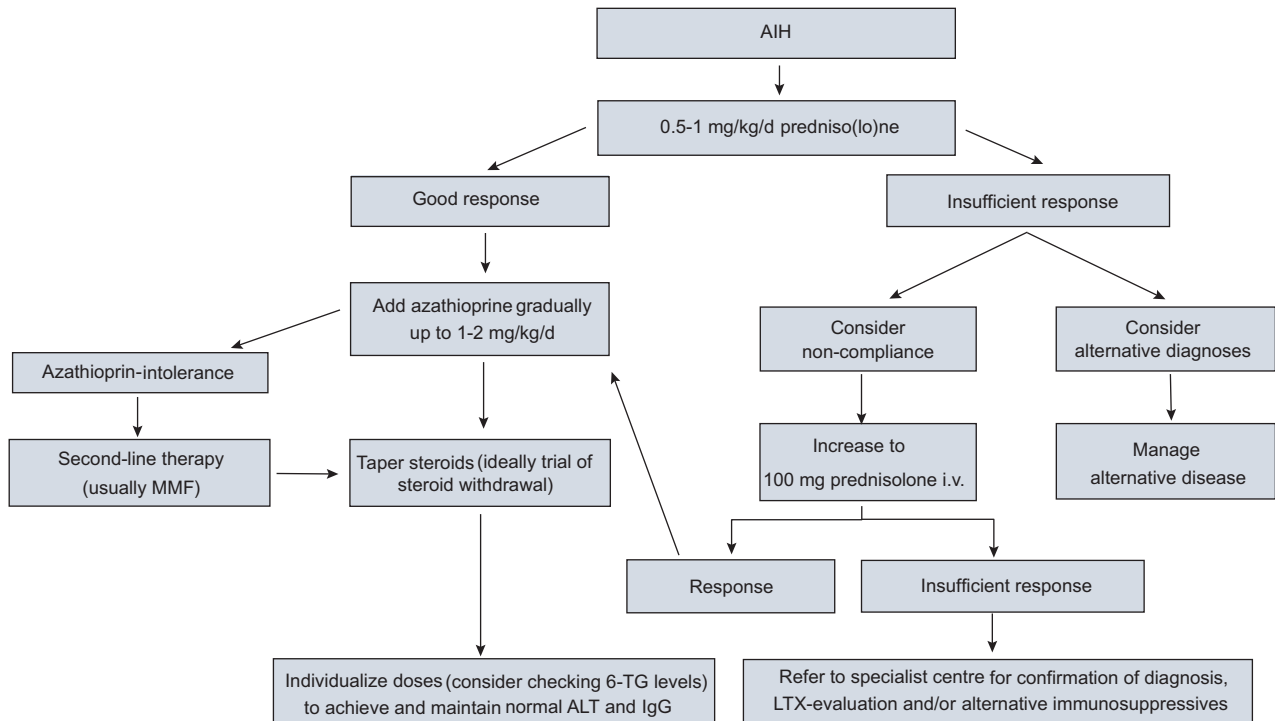 AIH
0.5-1 mg/kg/d predniso(lo)ne
Good response
Insufficient response
Add azathioprine gradually
up to 1-2 mg/kg/d
Consider
non-compliance
Consider
alternative diagnoses
Azathioprin-intolerance
Second-line therapy
(usually MMF)
Taper steroids (ideally trial of
steroid withdrawal)
Increase to
100 mg prednisolone i.v.
Manage
alternative disease
Response
Insufficient response
Individualize doses (consider checking 6-TG levels)
to achieve and maintain normal ALT and IgG
Refer to specialist centre for confirmation of diagnosis,
LTX-evaluation and/or alternative immunosuppressives